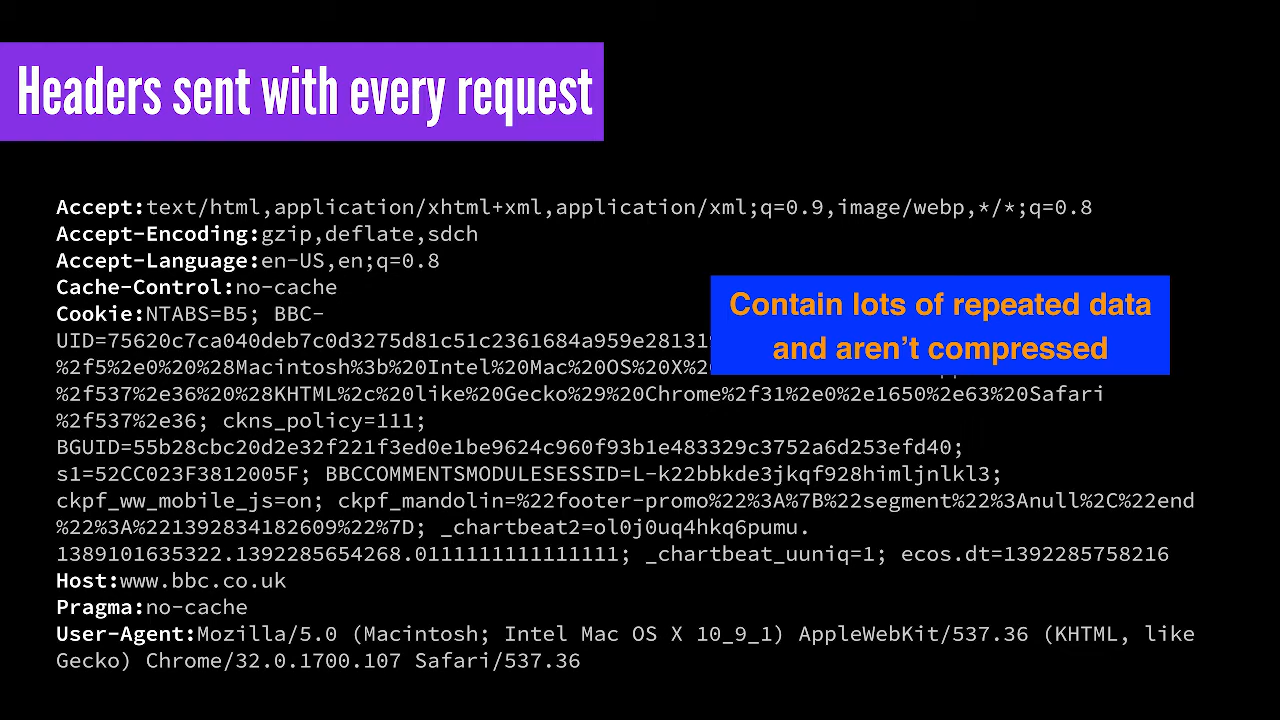 Headers sent with every request
Accept:text/html,application/xhtml+xml,application/xml;q=0.9,image/webp,*/*;q=0.8
Accept-Encoding:gzip,deflate,sdch
Accept-Language:en-US,en;q=0.8
Cache-Control:no-cache
Contain lots of repeated data
and aren't compressed
Cookie:NTABS=B5; BBC-
UID=75620c7ca040deb7c0d3275d81c51c2361684a959e281319
%2f5%2e0%20%28Macintosh%3b%20Intel%20Mac%20OS%20X%
%2f537%2e36%20%28KHTML%2c%20like%20Gecko%29%20Chrome%2f31%2e0%2e1650%2e63%20Safari
%2f537%2e36; ckns_policy=111;
BGUID=55b28cbc20d2e32f221f3ed0e1be9624c960f93b1e483329c3752a6d253efd40;
s1=52CC023F3812005F; BBCCOMMENTSMODULESESSID=L-k22bbkde3jkqf928himljnlkl3;
ckpf_ww_mobile_js=on; ckpf_mandolin=%22footer-promo%22%3A%7B%22segment%22%3Anull%2C%22end
%22%3A%221392834182609%22%7D; _chartbeat2=ol0j0uq4hkq6pumu.
1389101635322.1392285654268.0111111111111111; _chartbeat_uuniq=1; ecos.dt=1392285758216
Host:www.bbc.co.uk
Pragma:no-cache
User-Agent:Mozilla/5.0 (Macintosh; Intel Mac OS X 10_9_1) AppleWebKit/537.36 (KHTML, like
Gecko) Chrome/32.0.1700.107 Safari/537.36